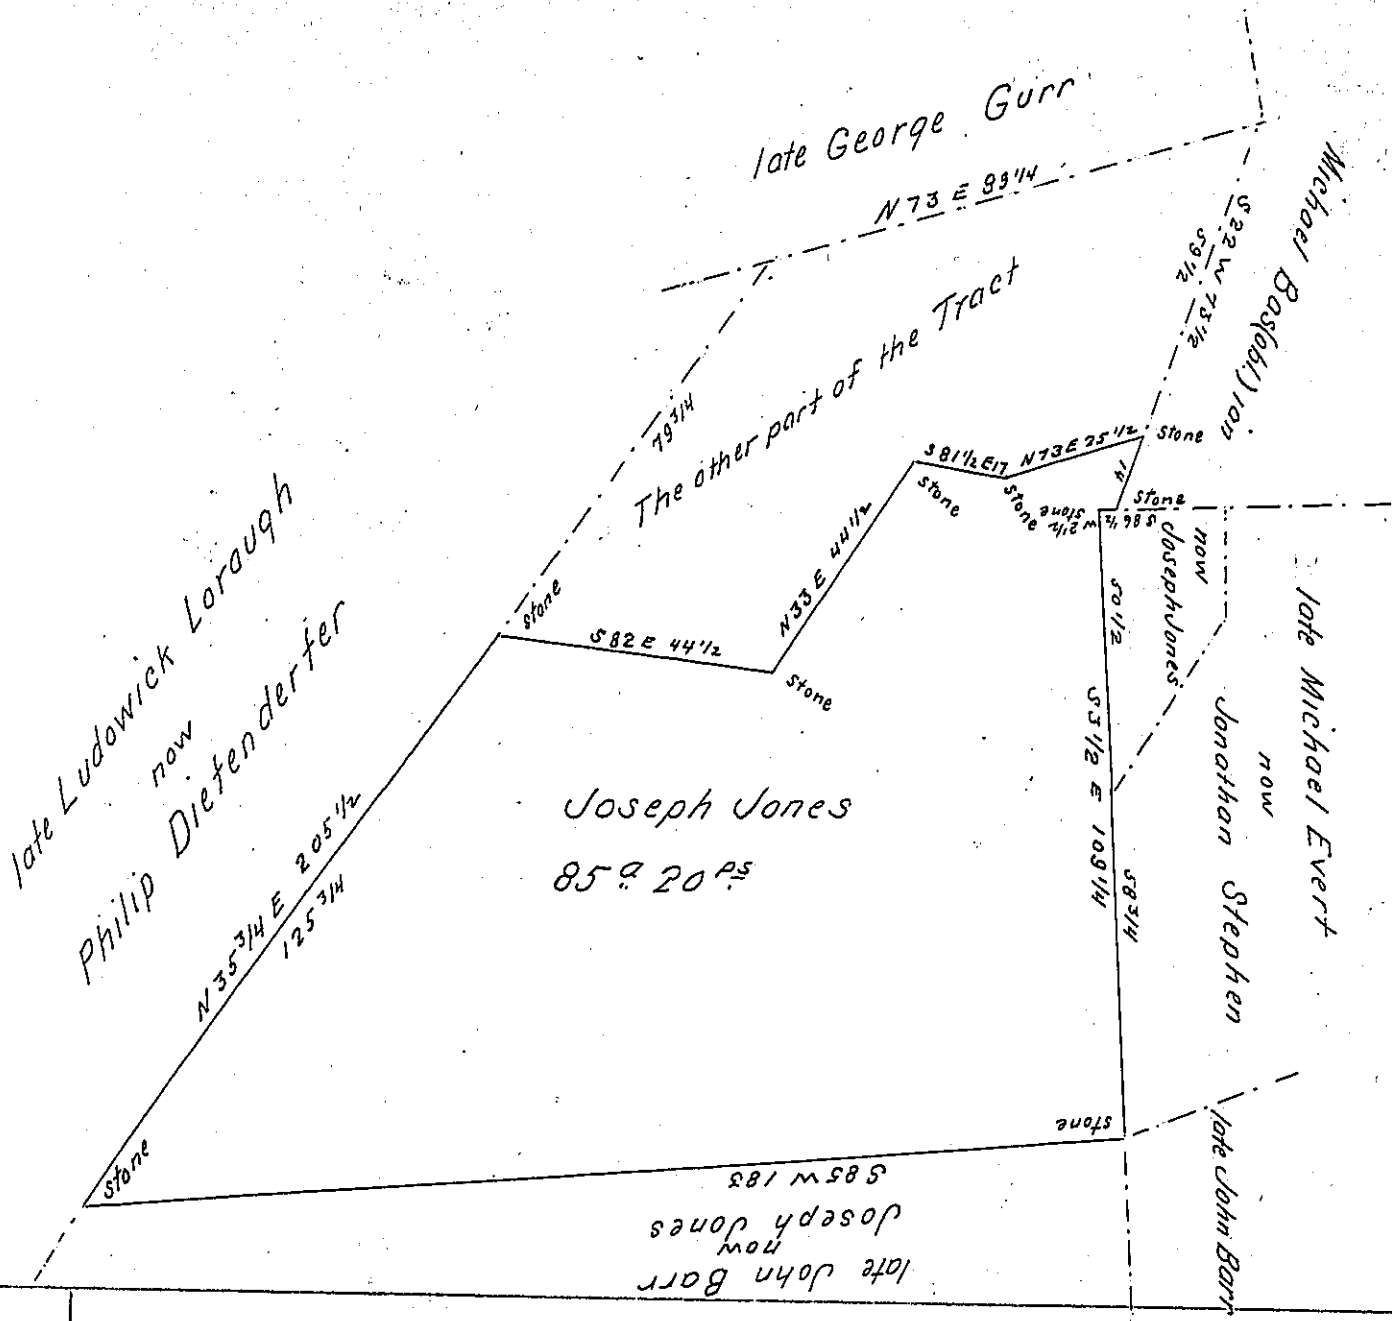 late George Gurr
N 73 E 89 1/4
S 22 W 73 1/2
59 1/2
Michael Bas(obl.)ian
79 3/4
The other part of the Tract
late Ludowick Loraugh
now
Philip Dietenderfer
stone
S 82 E 44 1/2
stone
N 33 E 44 1/2
stone
S 81 1/2 E 17
stone
N 73 E 25 1/2
stone
14
stone
S 86 1/2 W 2 1/2
stone
now
Joseph Jones
50 1/2
S 3 1/2 E 109 1/4
58 3/4
late Michael Evert
now
Jonathan Stephen
Joseph Jones
85 a. 20 ps
N 35 3/4 E 205 1/2
125 3/4
stone
stone
S 85 W 183
late John Barr
now
Joseph Jones
late John Barr